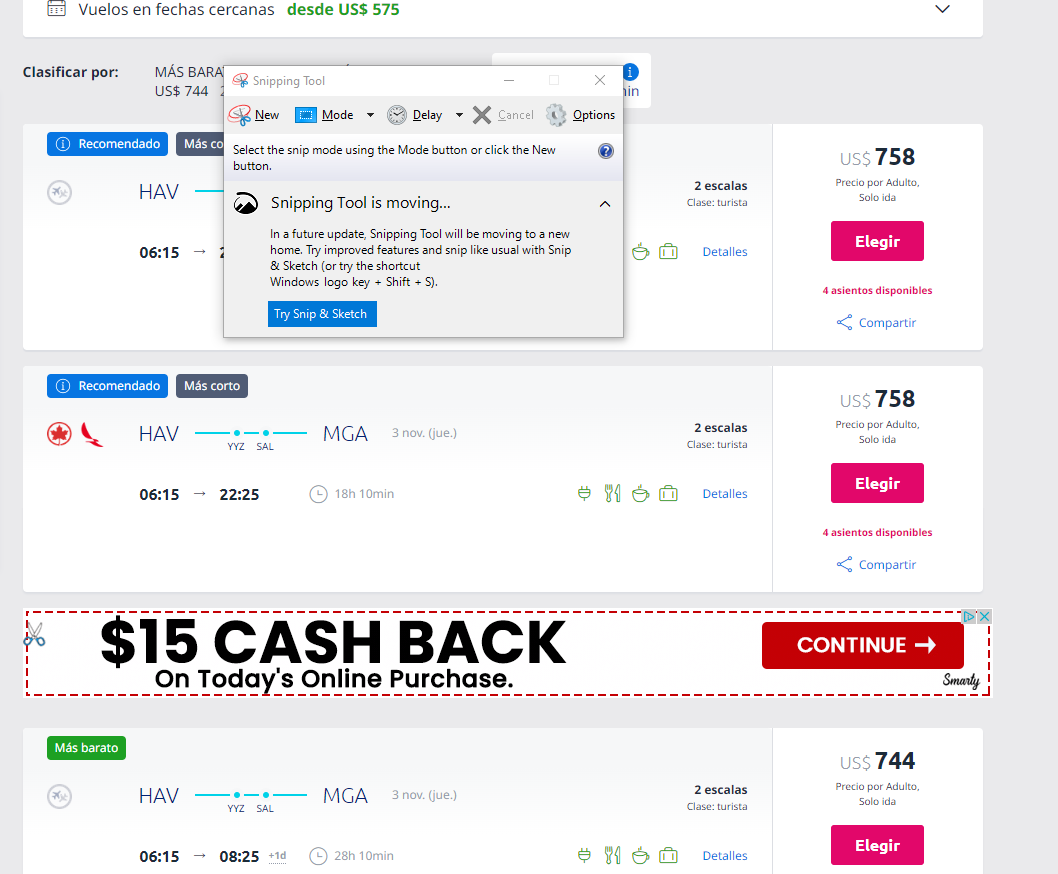 Vuelos en fechas cercanas desde US$ 575
Clasificar por:
MÁS BARA
US$ 744
in
Snipping Tool
New Mode Delay Cancel Options
Select the snip mode using the Mode button or click the New
button.
Snipping Tool is moving...
In a future update, Snipping Tool will be moving to a new
home. Try improved features and snip like usual with Snip
& Sketch (or try the shortcut
Windows logo key + Shift + S).
Try Snip & Sketch
Recomendado Más co
HAV
2 escalas
Clase: turista
06:15 → 2
Detalles
US$ 758
Precio por Adulto,
Solo ida
Elegir
4 asientos disponibles
Compartir
Recomendado Más corto
HAV MGA 3 nov. (jue.)
YYZ SAL
2 escalas
Clase: turista
06:15 → 22:25 18h 10min
Detalles
US$ 758
Precio por Adulto,
Solo ida
Elegir
4 asientos disponibles
Compartir
$15 CASH BACK
On Today's Online Purchase.
CONTINUE →
Smarty
Más barato
HAV MGA 3 nov. (jue.)
YYZ SAL
2 escalas
Clase: turista
06:15 → 08:25 +1d 28h 10min
Detalles
US$ 744
Precio por Adulto,
Solo ida
Elegir